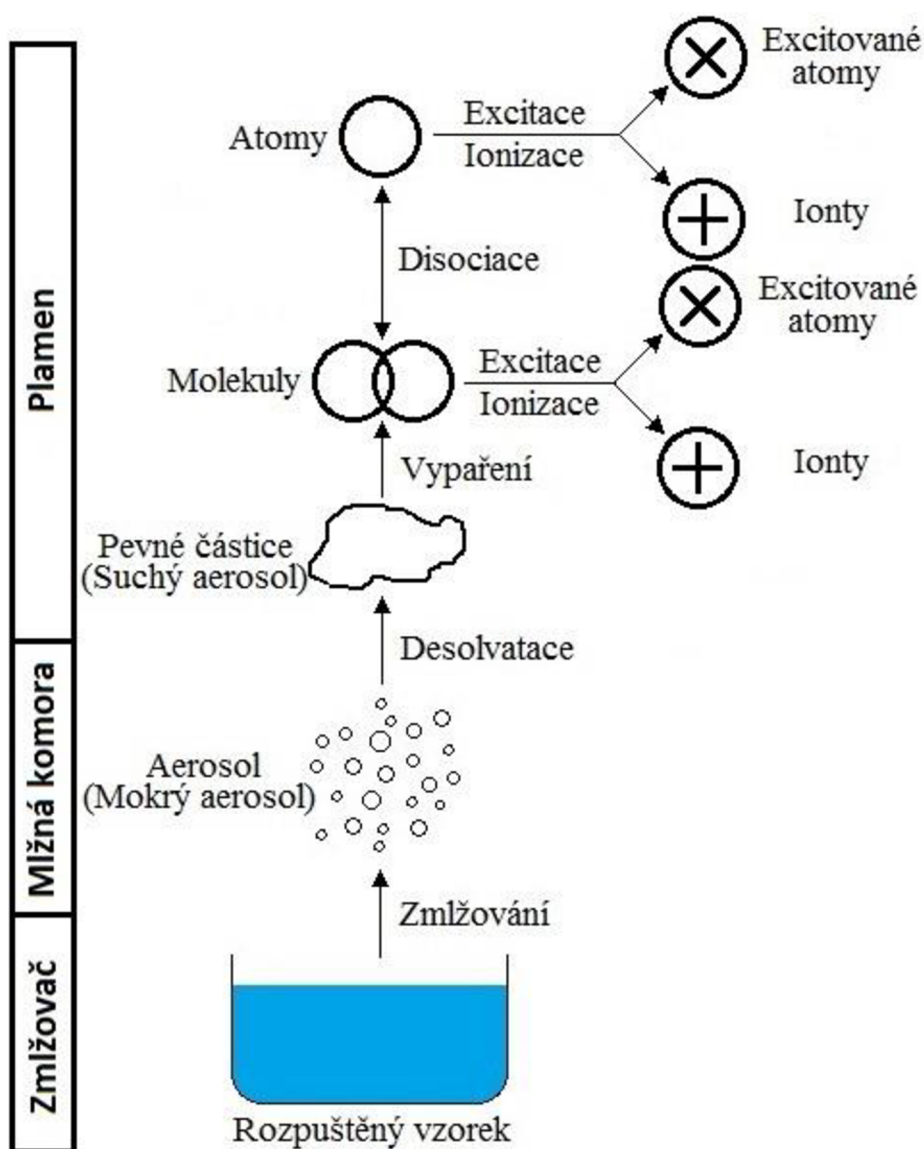 Excitované
atomy
Atomy
Excitace
Ionizace
Ionty
Disociace
Excitované
atomy
Molekuly
Excitace
Ionizace
Ionty
Vypaření
Pevné částice
(Suchý aerosol)
Desolvatace
Aerosol
(Mokrý aerosol)
Zmlžování
Rozpuštěný vzorek
Plamen
Mlžná komora
Zmlžovač